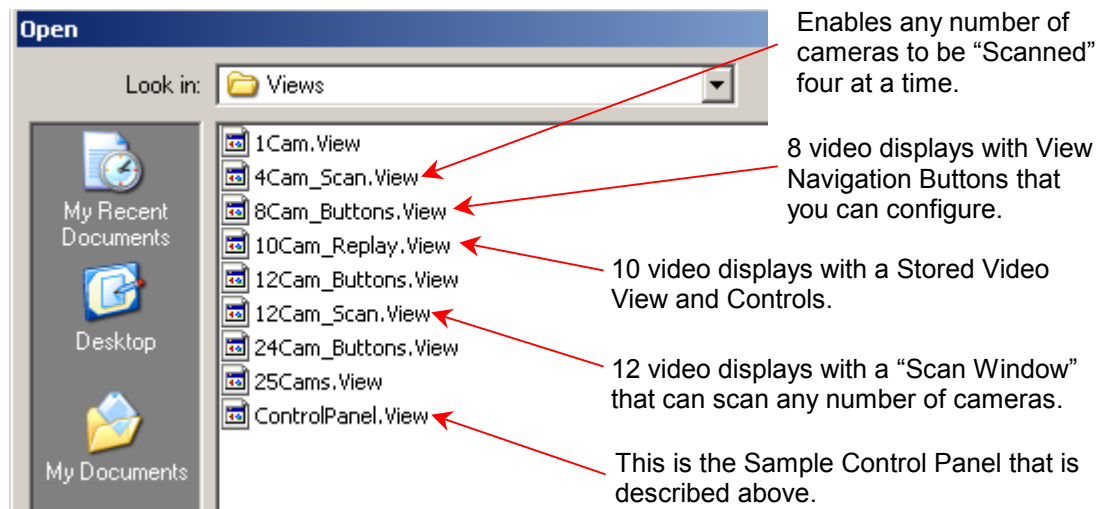 Open
Look in:
Views
My Recent
Documents
Desktop
My Documents
1Cam.View
4Cam_Scan.View
8Cam_Buttons.View
10Cam_Replay.View
12Cam_Buttons.View
12Cam_Scan.View
24Cam_Buttons.View
25Cams.View
ControlPanel.View
Enables any number of
cameras to be “Scanned”
four at a time.
8 video displays with View
Navigation Buttons that
you can configure.
10 video displays with a Stored Video
View and Controls.
12 video displays with a “Scan Window”
that can scan any number of cameras.
This is the Sample Control Panel that is
described above.